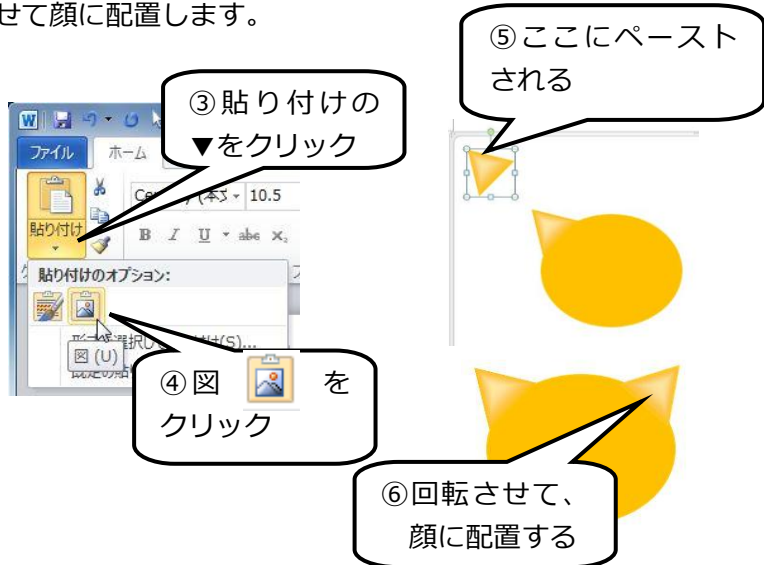 せて顔に配置します。
⑤ここにペースト
される
③貼り付けの
▼をクリック
ファイル ホーム
貼り付け
10.5
B I U abc x₂
貼り付けのオプション:
図 (U)
④図 を
クリック
⑥回転させて、
顔に配置する